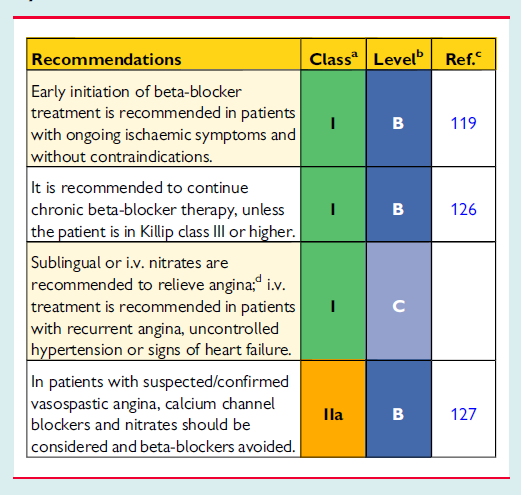 Recommendations Classᵃ Levelᵇ Ref.ᶜ
Early initiation of beta-blocker
treatment is recommended in patients
with ongoing ischaemic symptoms and
without contraindications.
I B 119
It is recommended to continue
chronic beta-blocker therapy, unless
the patient is in Killip class III or higher.
I B 126
Sublingual or i.v. nitrates are
recommended to relieve angina;ᵈ i.v.
treatment is recommended in patients
with recurrent angina, uncontrolled
hypertension or signs of heart failure.
I C
In patients with suspected/confirmed
vasospastic angina, calcium channel
blockers and nitrates should be
considered and beta-blockers avoided.
IIa B 127